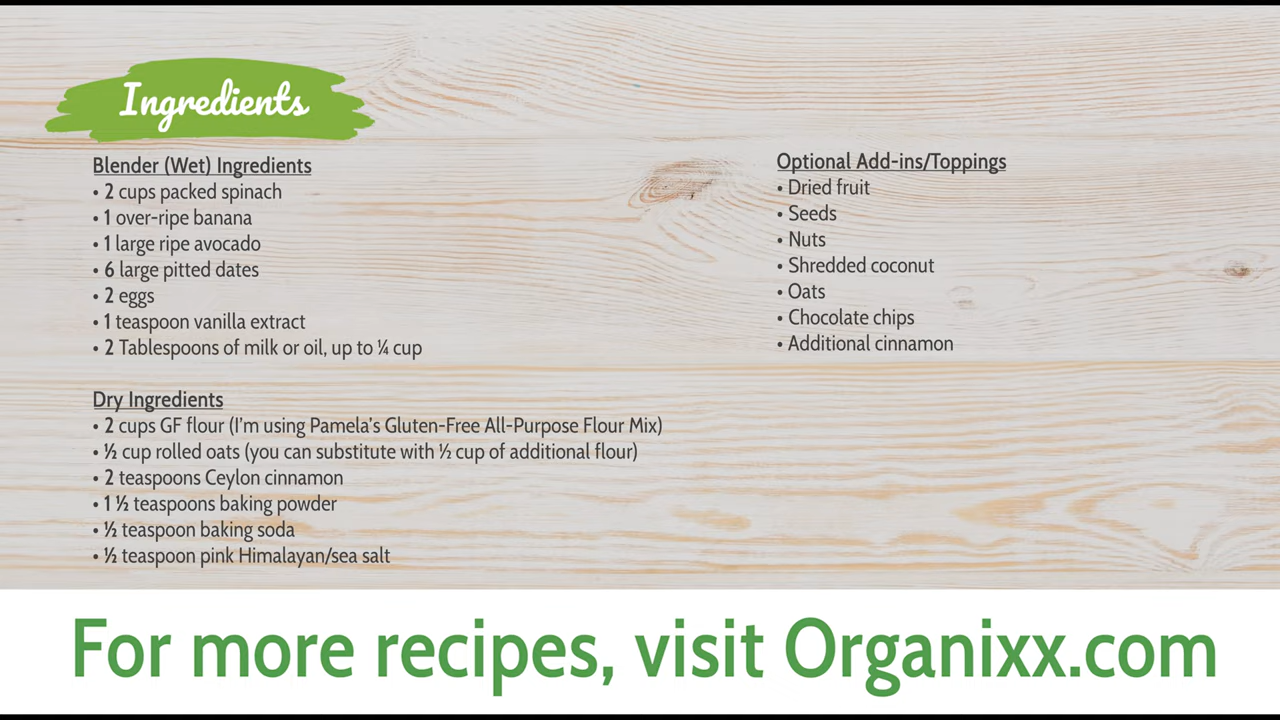 Ingredients
Blender (Wet) Ingredients
• 2 cups packed spinach
• 1 over-ripe banana
• 1 large ripe avocado
• 6 large pitted dates
• 2 eggs
• 1 teaspoon vanilla extract
• 2 Tablespoons of milk or oil, up to ¼ cup
Dry Ingredients
• 2 cups GF flour (I'm using Pamela's Gluten-Free All-Purpose Flour Mix)
• ½ cup rolled oats (you can substitute with ½ cup of additional flour)
• 2 teaspoons Ceylon cinnamon
• 1 ½ teaspoons baking powder
• ½ teaspoon baking soda
• ½ teaspoon pink Himalayan/sea salt
Optional Add-ins/Toppings
• Dried fruit
• Seeds
• Nuts
• Shredded coconut
• Oats
• Chocolate chips
• Additional cinnamon
For more recipes, visit Organixx.com